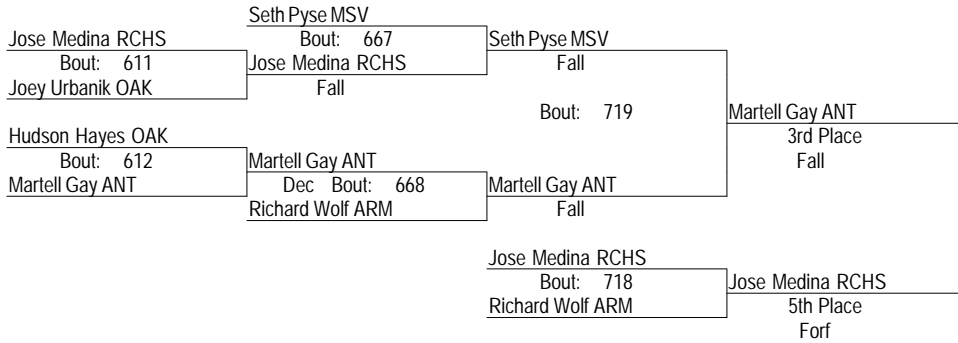 Seth Pyse MSV
Jose Medina RCHS
Bout: 667
Seth Pyse MSV
Bout: 611
Jose Medina RCHS
Fall
Joey Urbanik OAK
Fall
Bout: 719
Martell Gay ANT
Hudson Hayes OAK
3rd Place
Bout: 612
Martell Gay ANT
Fall
Martell Gay ANT
Dec Bout: 668
Martell Gay ANT
Richard Wolf ARM
Fall
Jose Medina RCHS
Bout: 718
Jose Medina RCHS
Richard Wolf ARM
5th Place
Forf